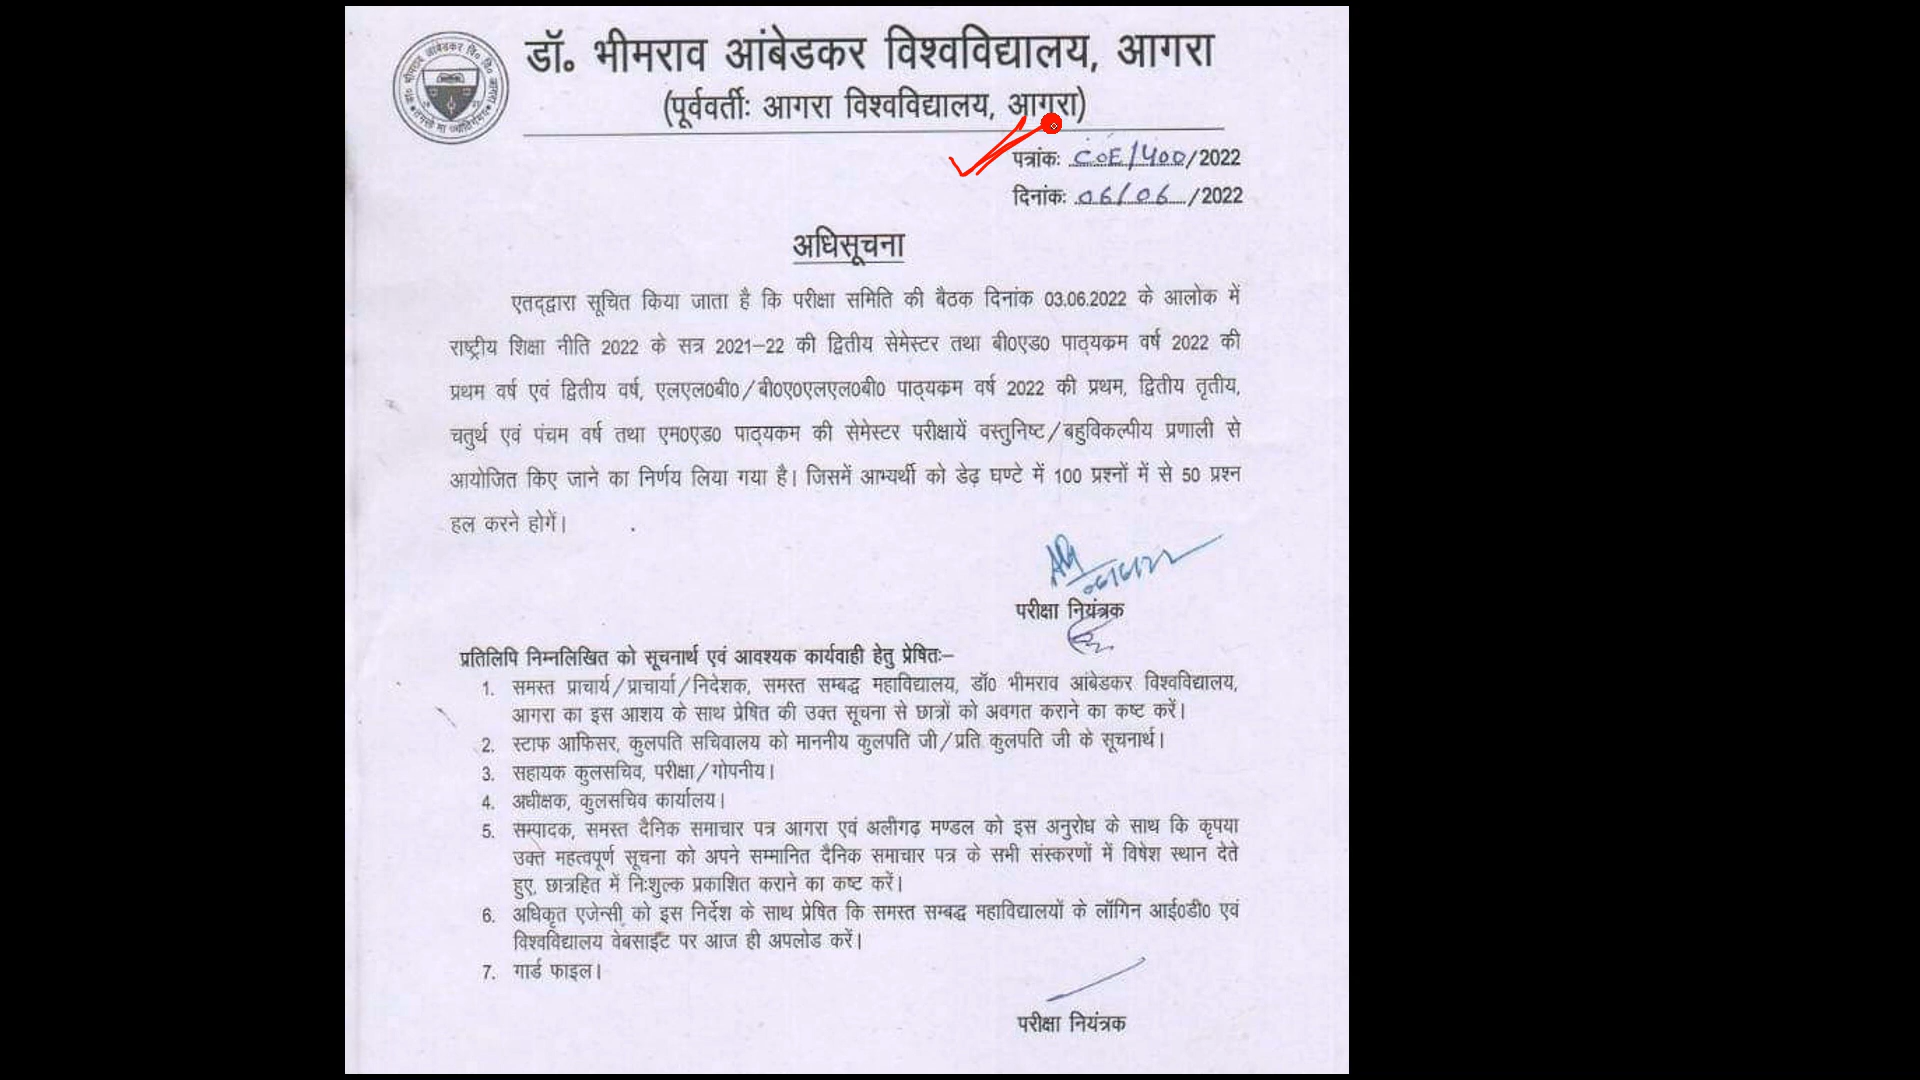 डॉ० भीमराव आंबेडकर विश्वविद्यालय, आगरा
(पूर्ववर्तीः आगरा विश्वविद्यालय, आगरा)
पत्रांकः COE/400/2022
दिनांकः 06/06/2022
अधिसूचना
एतद्द्वारा सूचित किया जाता है कि परीक्षा समिति की बैठक दिनांक 03.06.2022 के आलोक में
राष्ट्रीय शिक्षा नीति 2022 के सत्र 2021–22 की द्वितीय सेमेस्टर तथा बी0एड0 पाठ्यकम वर्ष 2022 की
प्रथम वर्ष एवं द्वितीय वर्ष, एलएल0बी0/बी0ए0एलएल0बी0 पाठ्यकम वर्ष 2022 की प्रथम, द्वितीय तृतीय,
चतुर्थ एवं पंचम वर्ष तथा एम0एड0 पाठ्यकम की सेमेस्टर परीक्षायें वस्तुनिष्ट/बहुविकल्पीय प्रणाली से
आयोजित किए जाने का निर्णय लिया गया है। जिसमें आभ्यर्थी को डेढ़ घण्टे में 100 प्रश्नों में से 50 प्रश्न
हल करने होगें।
परीक्षा नियंत्रक
प्रतिलिपि निम्नलिखित को सूचनार्थ एवं आवश्यक कार्यवाही हेतु प्रेषितः–
1. समस्त प्राचार्य/प्राचार्या/निदेशक, समस्त सम्बद्ध महाविद्यालय, डॉ0 भीमराव आंबेडकर विश्वविद्यालय,
आगरा का इस आशय के साथ प्रेषित की उक्त सूचना से छात्रों को अवगत कराने का कष्ट करें।
2. स्टाफ आफिसर, कुलपति सचिवालय को माननीय कुलपति जी/प्रति कुलपति जी के सूचनार्थ।
3. सहायक कुलसचिव, परीक्षा/गोपनीय।
4. अधीक्षक, कुलसचिव कार्यालय।
5. सम्पादक, समस्त दैनिक समाचार पत्र आगरा एवं अलीगढ़ मण्डल को इस अनुरोध के साथ कि कृपया
उक्त महत्वपूर्ण सूचना को अपने सम्मानित दैनिक समाचार पत्र के सभी संस्करणों में विषेश स्थान देते
हुए, छात्रहित में निःशुल्क प्रकाशित कराने का कष्ट करें।
6. अधिकृत एजेन्सी को इस निर्देश के साथ प्रेषित कि समस्त सम्बद्ध महाविद्यालयों के लॉगिन आई0डी0 एवं
विश्वविद्यालय वेबसाईट पर आज ही अपलोड करें।
7. गार्ड फाइल।
परीक्षा नियंत्रक